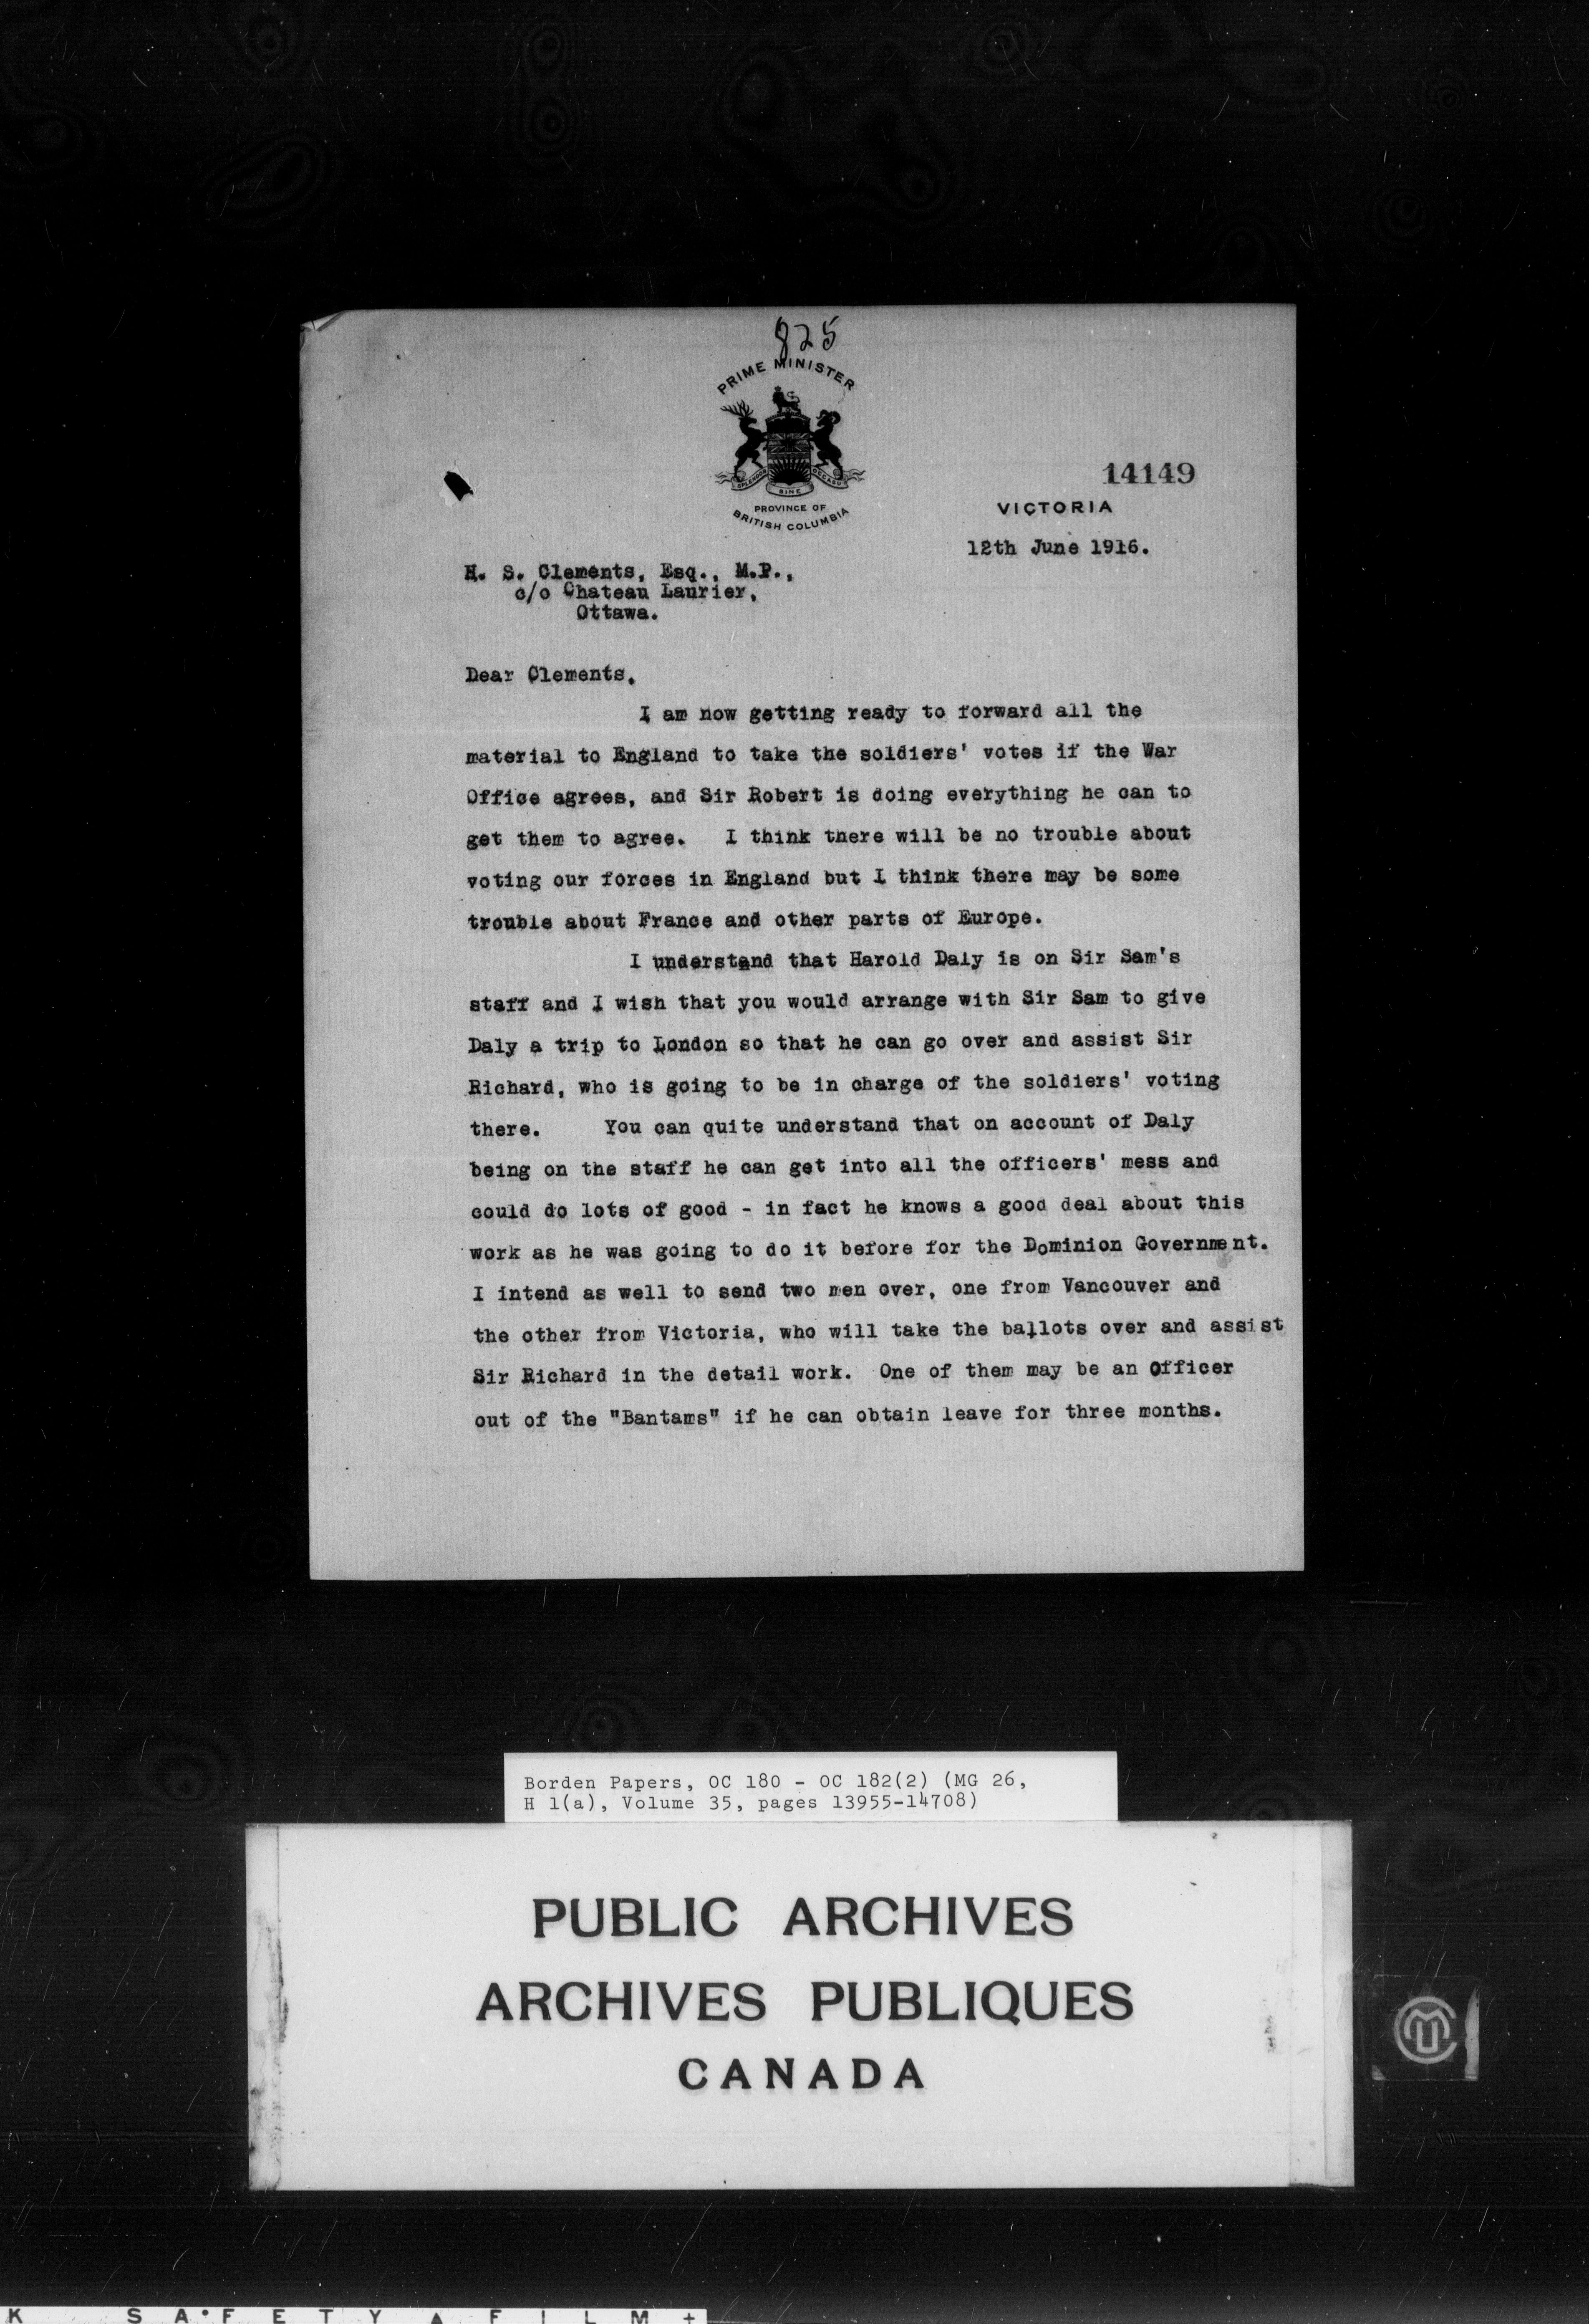 825
PRIME MINISTER
SPLENDOR SINE OCCASU
PROVINCE OF
BRITISH COLUMBIA
14149
VICTORIA
12th June 1916.
H. S. Clements, Esq., M.P.,
c/o Chateau Laurier,
Ottawa.
Dear Clements,
I am now getting ready to forward all the
material to England to take the soldiers' votes if the War
Office agrees, and Sir Robert is doing everything he can to
get them to agree. I think there will be no trouble about
voting our forces in England but I think there may be some
trouble about France and other parts of Europe.
I understand that Harold Daly is on Sir Sam's
staff and I wish that you would arrange with Sir Sam to give
Daly a trip to London so that he can go over and assist Sir
Richard, who is going to be in charge of the soldiers' voting
there. You can quite understand that on account of Daly
being on the staff he can get into all the officers' mess and
could do lots of good - in fact he knows a good deal about this
work as he was going to do it before for the Dominion Government.
I intend as well to send two men over, one from Vancouver and
the other from Victoria, who will take the ballots over and assist
Sir Richard in the detail work. One of them may be an Officer
out of the "Bantams" if he can obtain leave for three months.
Borden Papers, OC 180 - OC 182(2) (MG 26,
H 1(a), Volume 35, pages 13955-14708)
PUBLIC ARCHIVES
ARCHIVES PUBLIQUES
CANADA
K SAFETY ▲ FILM +